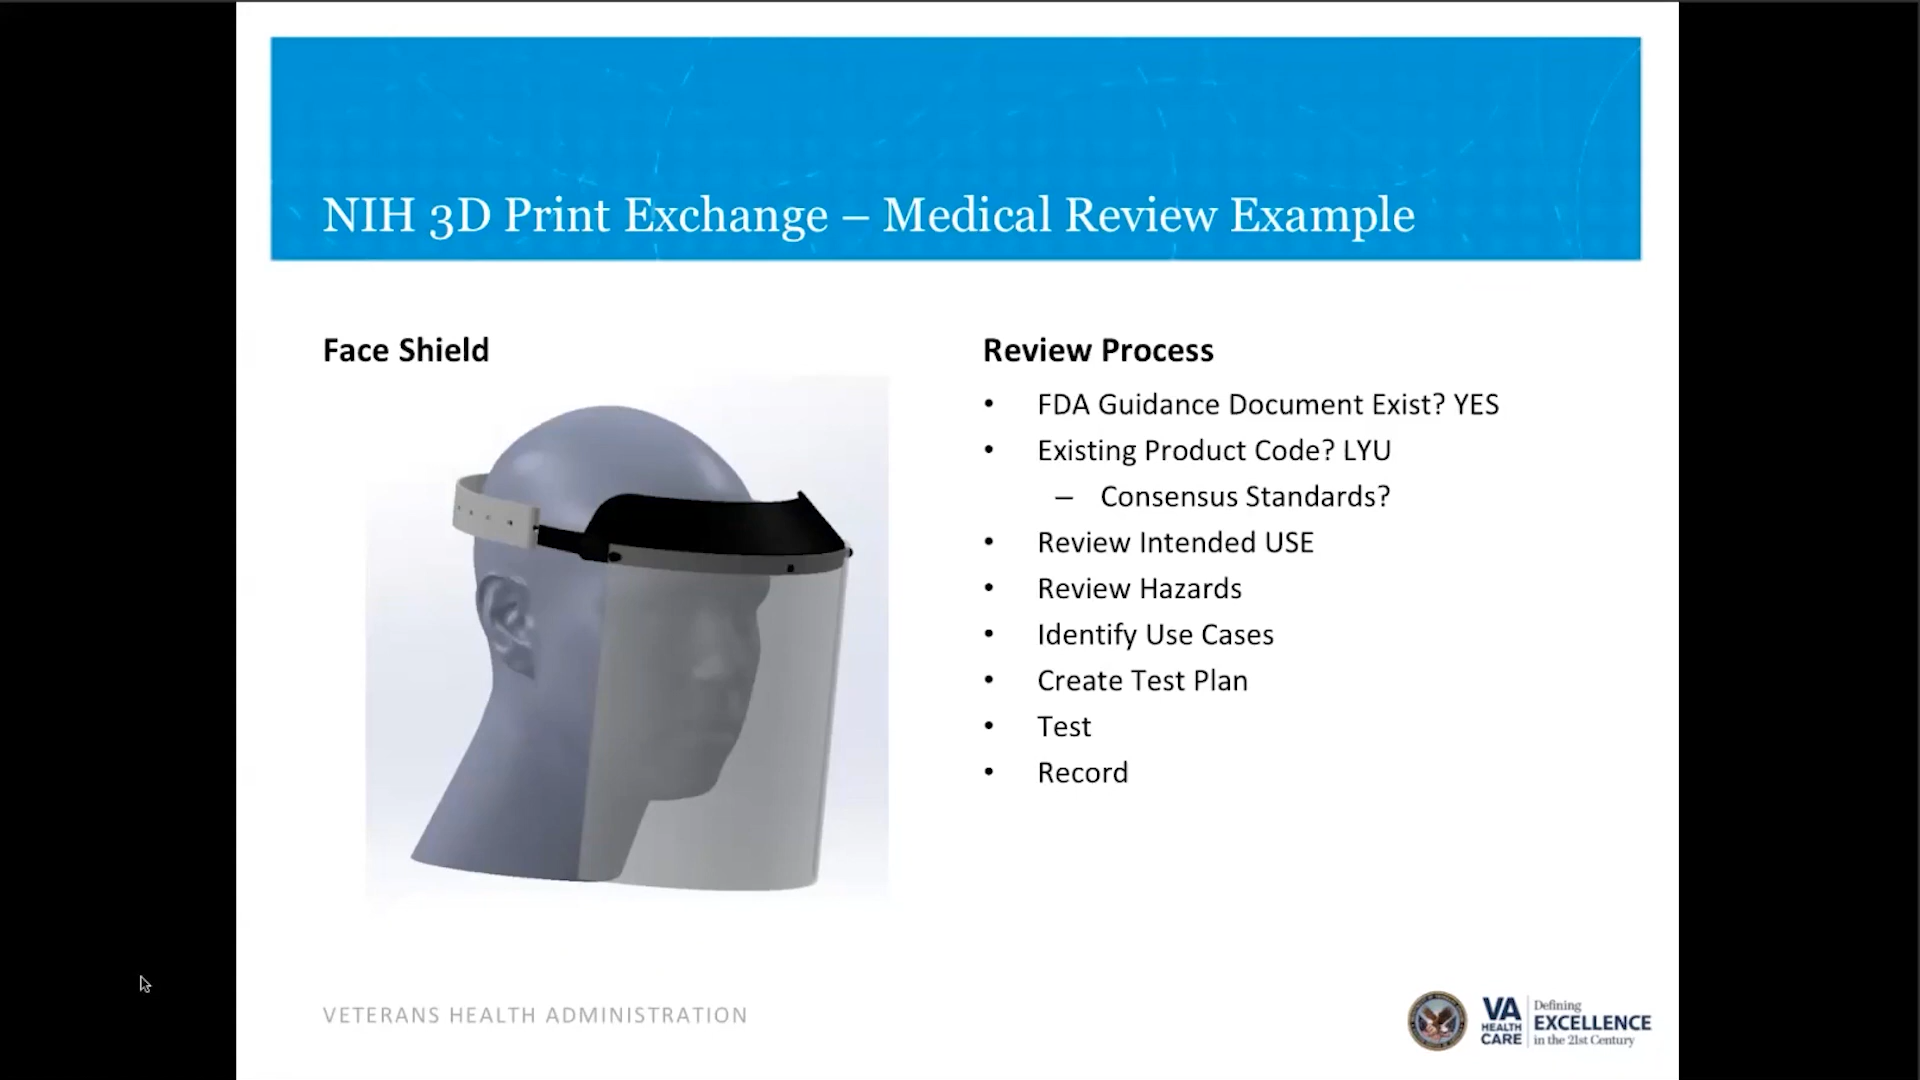 NIH 3D Print Exchange – Medical Review Example
Face Shield
Review Process
• FDA Guidance Document Exist? YES
• Existing Product Code? LYU
– Consensus Standards?
• Review Intended USE
• Review Hazards
• Identify Use Cases
• Create Test Plan
• Test
• Record
VETERANS HEALTH ADMINISTRATION
VA
HEALTH
CARE
Defining
EXCELLENCE
in the 21st Century